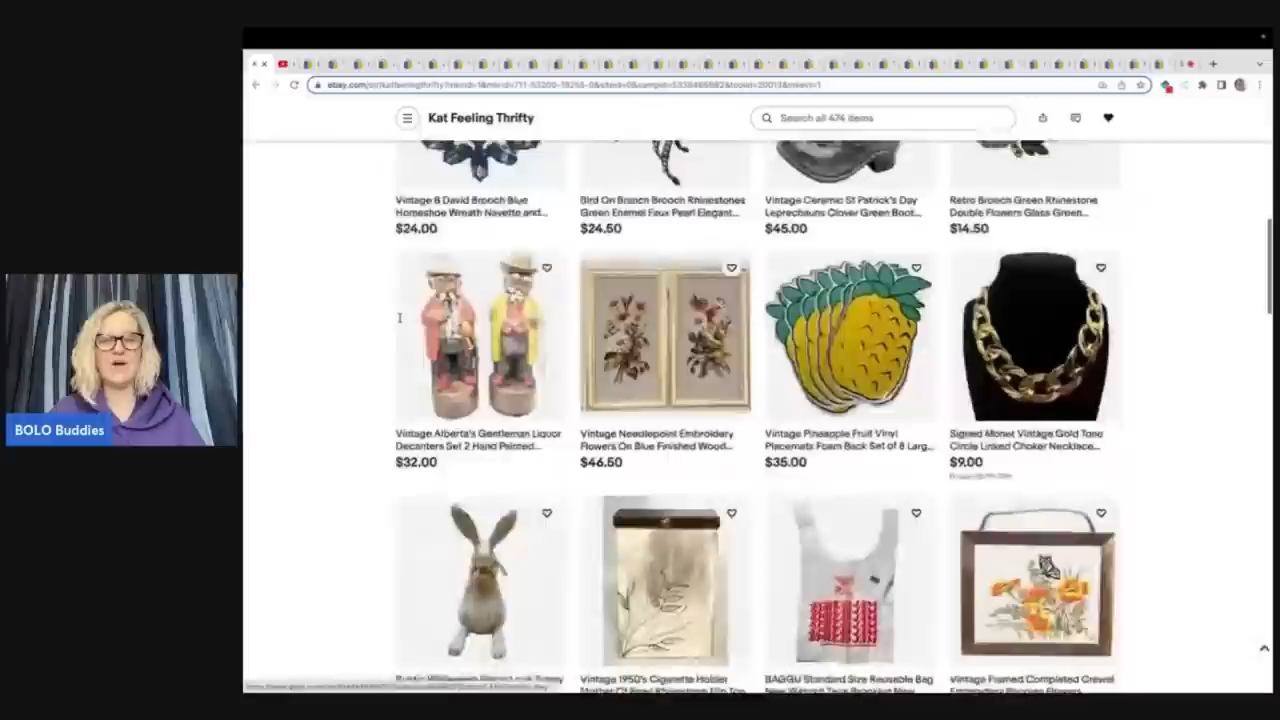 Kat Feeling Thrifty
Search all 474 items
Vintage B David Brooch Blue
Horseshoe Wreath Navette and...
$24.00
Bird On Branch Brooch Rhinestones
Green Enamel Faux Pearl Elegant...
$24.50
Vintage Ceramic St Patrick's Day
Leprechauns Clover Green Boot...
$45.00
Retro Brooch Green Rhinestone
Double Flowers Glass Green...
$14.50
BOLO Buddies
Vintage Alberta's Gentleman Liquor
Decanters Set 2 Hand Painted...
$32.00
Vintage Needlepoint Embroidery
Flowers On Blue Finished Wood...
$46.50
Vintage Pineapple Fruit Vinyl
Placemats Foam Back Set of 8 Larg...
$35.00
Signed Monet Vintage Gold Tone
Circle Linked Choker Necklace...
$9.00
Vintage 1950's Cigarette Holder
BAGGU Standard Size Reusable Bag
Vintage Framed Completed Crewel